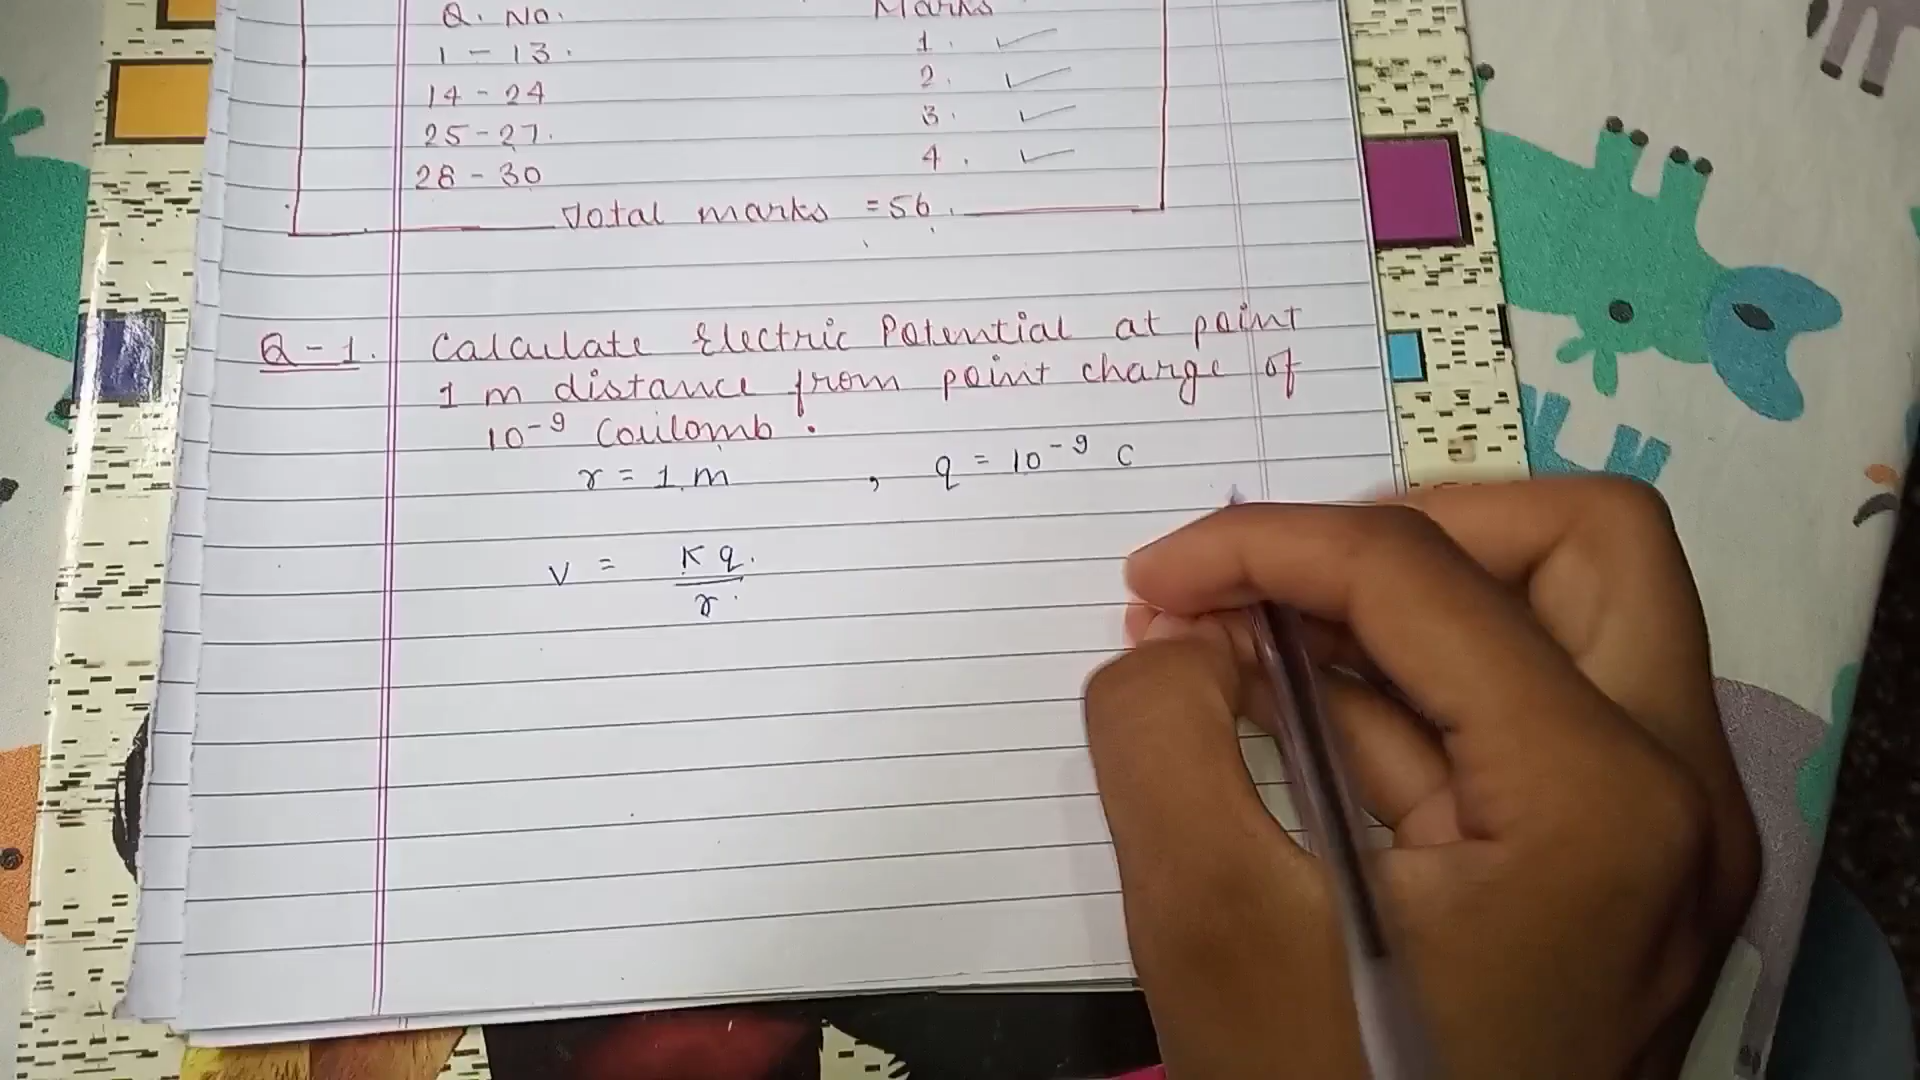 Q. No. Marks
1 - 13. 1. ✓
14 - 24 2. ✓
25 - 27. 3. ✓
28 - 30 4. ✓
Total marks = 56.
Q-1. Calculate Electric Potential at point
1 m distance from point charge of
10⁻⁹ Coulomb.
r = 1 m , q = 10⁻⁹ C
V = K q.
r